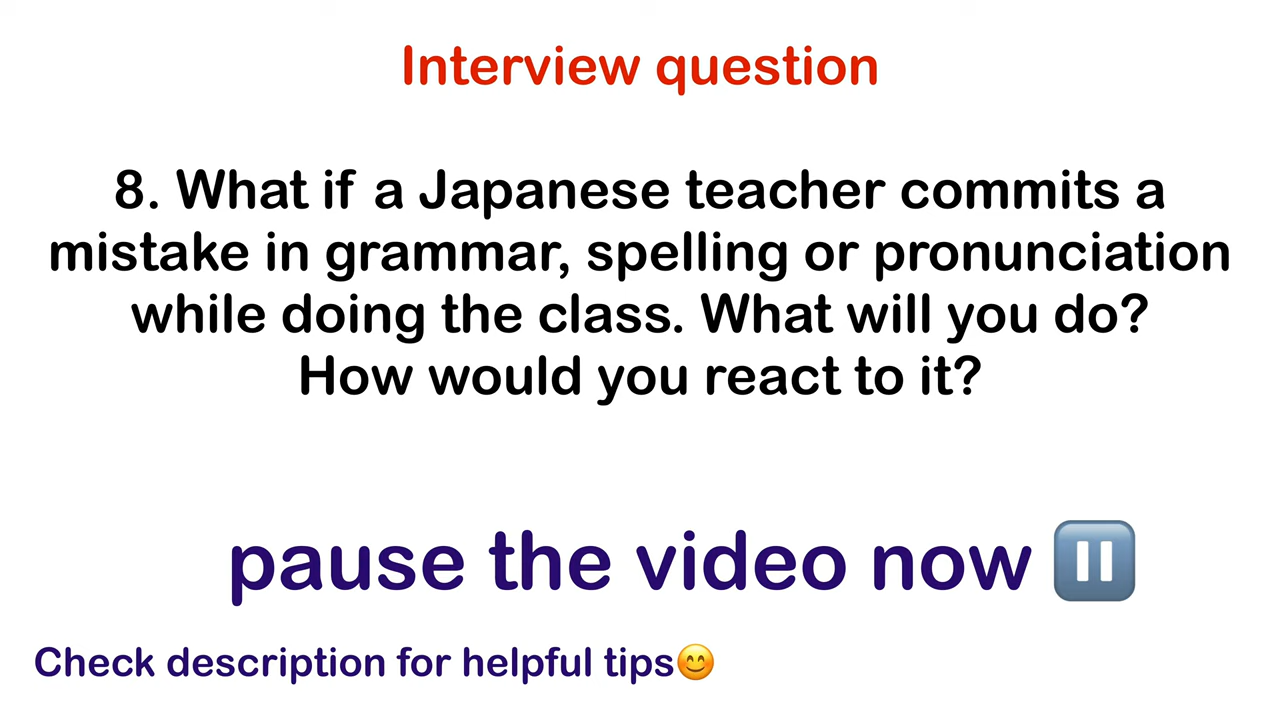 Interview question
8. What if a Japanese teacher commits a
mistake in grammar, spelling or pronunciation
while doing the class. What will you do?
How would you react to it?
pause the video now ⏸️
Check description for helpful tips😊